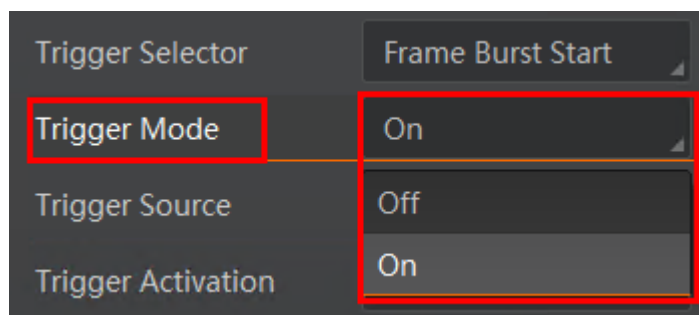 Trigger Selector Frame Burst Start
Trigger Mode On
Trigger Source Off
Trigger Activation On